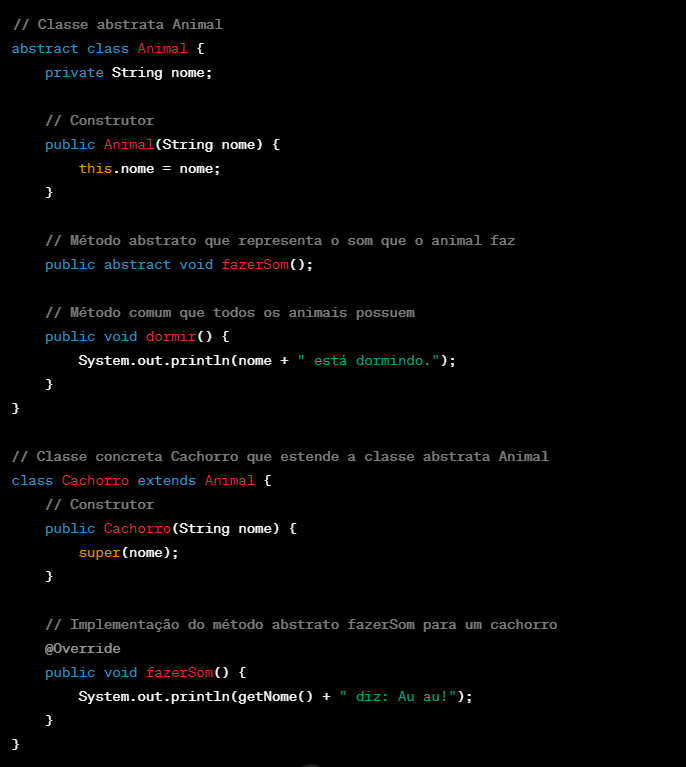 // Classe abstrata Animal
abstract class Animal {
    private String nome;

    // Construtor
    public Animal(String nome) {
        this.nome = nome;
    }

    // Método abstrato que representa o som que o animal faz
    public abstract void fazerSom();

    // Método comum que todos os animais possuem
    public void dormir() {
        System.out.println(nome + " está dormindo.");
    }
}

// Classe concreta Cachorro que estende a classe abstrata Animal
class Cachorro extends Animal {
    // Construtor
    public Cachorro(String nome) {
        super(nome);
    }

    // Implementação do método abstrato fazerSom para um cachorro
    @Override
    public void fazerSom() {
        System.out.println(getNome() + " diz: Au au!");
    }
}